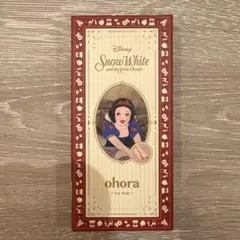 Disney
Snow White
and the Seven Dwarfs
ohora